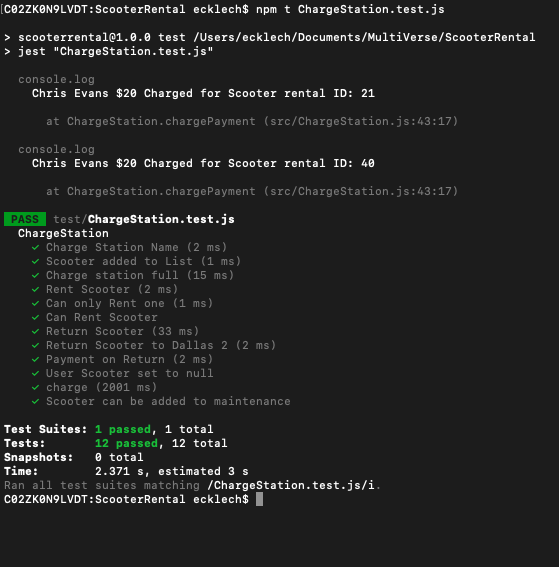 [C02ZK0N9LVDT:ScooterRental ecklech$ npm t ChargeStation.test.js
> scooterrental@1.0.0 test /Users/ecklech/Documents/MultiVerse/ScooterRental
> jest "ChargeStation.test.js"
console.log
Chris Evans $20 Charged for Scooter rental ID: 21
at ChargeStation.chargePayment (src/ChargeStation.js:43:17)
console.log
Chris Evans $20 Charged for Scooter rental ID: 40
at ChargeStation.chargePayment (src/ChargeStation.js:43:17)
PASS test/ChargeStation.test.js
ChargeStation
✓ Charge Station Name (2 ms)
✓ Scooter added to List (1 ms)
✓ Charge station full (15 ms)
✓ Rent Scooter (2 ms)
✓ Can only Rent one (1 ms)
✓ Can Rent Scooter
✓ Return Scooter (33 ms)
✓ Return Scooter to Dallas 2 (2 ms)
✓ Payment on Return (2 ms)
✓ User Scooter set to null
✓ charge (2001 ms)
✓ Scooter can be added to maintenance
Test Suites: 1 passed, 1 total
Tests: 12 passed, 12 total
Snapshots: 0 total
Time: 2.371 s, estimated 3 s
Ran all test suites matching /ChargeStation.test.js/i.
C02ZK0N9LVDT:ScooterRental ecklech$